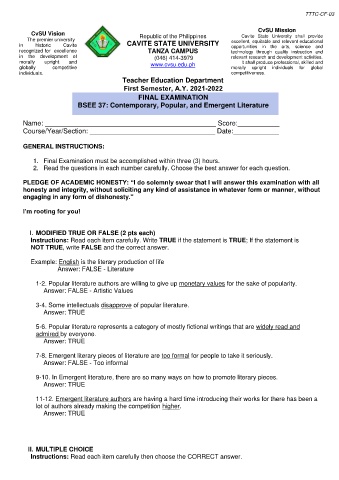 TTTC-CF-03
CvSU Vision
The premier university
in historic Cavite
recognized for excellence
in the development of
morally upright and
globally competitive
individuals.
Republic of the Philippines
CAVITE STATE UNIVERSITY
TANZA CAMPUS
(046) 414-3979
www.cvsu.edu.ph
CvSU Mission
Cavite State University shall provide
excellent, equitable and relevant educational
opportunities in the arts, science and
technology through quality instruction and
relevant research and development activities.
It shall produce professional, skilled and
morally upright individuals for global
competitiveness.
Teacher Education Department
First Semester, A.Y. 2021-2022
FINAL EXAMINATION
BSEE 37: Contemporary, Popular, and Emergent Literature
Name: ____________ Score:____________
Course/Year/Section: ____________ Date:____________
GENERAL INSTRUCTIONS:
1. Final Examination must be accomplished within three (3) hours.
2. Read the questions in each number carefully. Choose the best answer for each question.
PLEDGE OF ACADEMIC HONESTY: “I do solemnly swear that I will answer this examination with all
honesty and integrity, without soliciting any kind of assistance in whatever form or manner, without
engaging in any form of dishonesty.”
I'm rooting for you!
I. MODIFIED TRUE OR FALSE (2 pts each)
Instructions: Read each item carefully. Write TRUE if the statement is TRUE; If the statement is
NOT TRUE, write FALSE and the correct answer.
Example: English is the literary production of life
Answer: FALSE - Literature
1-2. Popular literature authors are willing to give up monetary values for the sake of popularity.
Answer: FALSE - Artistic Values
3-4. Some intellectuals disapprove of popular literature.
Answer: TRUE
5-6. Popular literature represents a category of mostly fictional writings that are widely read and
admired by everyone.
Answer: TRUE
7-8. Emergent literary pieces of literature are too formal for people to take it seriously.
Answer: FALSE - Too informal
9-10. In Emergent literature, there are so many ways on how to promote literary pieces.
Answer: TRUE
11-12. Emergent literature authors are having a hard time introducing their works for there has been a
lot of authors already making the competition higher.
Answer: TRUE
II. MULTIPLE CHOICE
Instructions: Read each item carefully then choose the CORRECT answer.